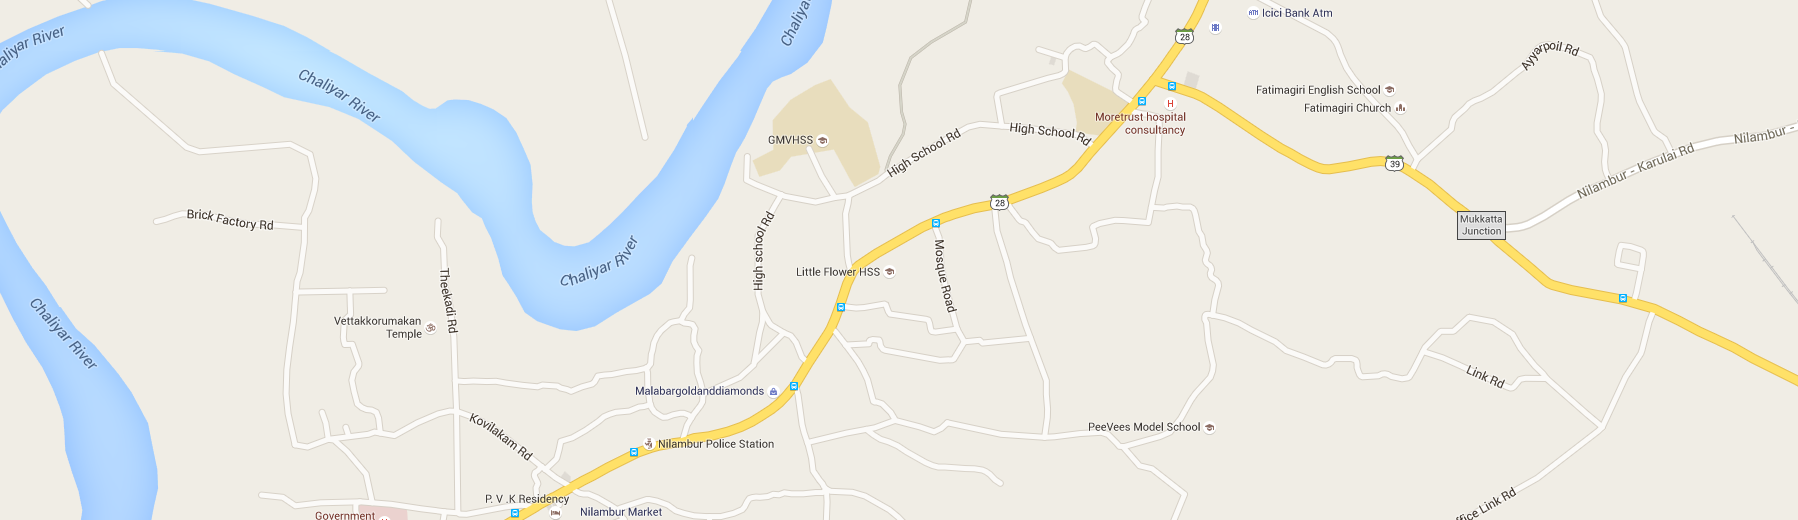 Chaliyar
Icici Bank Atm
aliyar River
28
Ayyarpoil Rd
Chaliyar River
Fatimagiri English School
Fatimagiri Church
H
Moretrust hospital
consultancy
High School Rd
High School Rd
GMVHSS
Nilambur -
39
Nilambur - Karulai Rd
28
Brick Factory Rd
Mukkatta
Junction
High school Rd
Mosque Road
Chaliyar River
Little Flower HSS
Theekadi Rd
Chaliyar River
Vettakkorumakan
Temple
Link Rd
Malabargoldanddiamonds
PeeVees Model School
Kovilakam Rd
Nilambur Police Station
P. V .K Residency
Nilambur Market
Government
ffice Link Rd